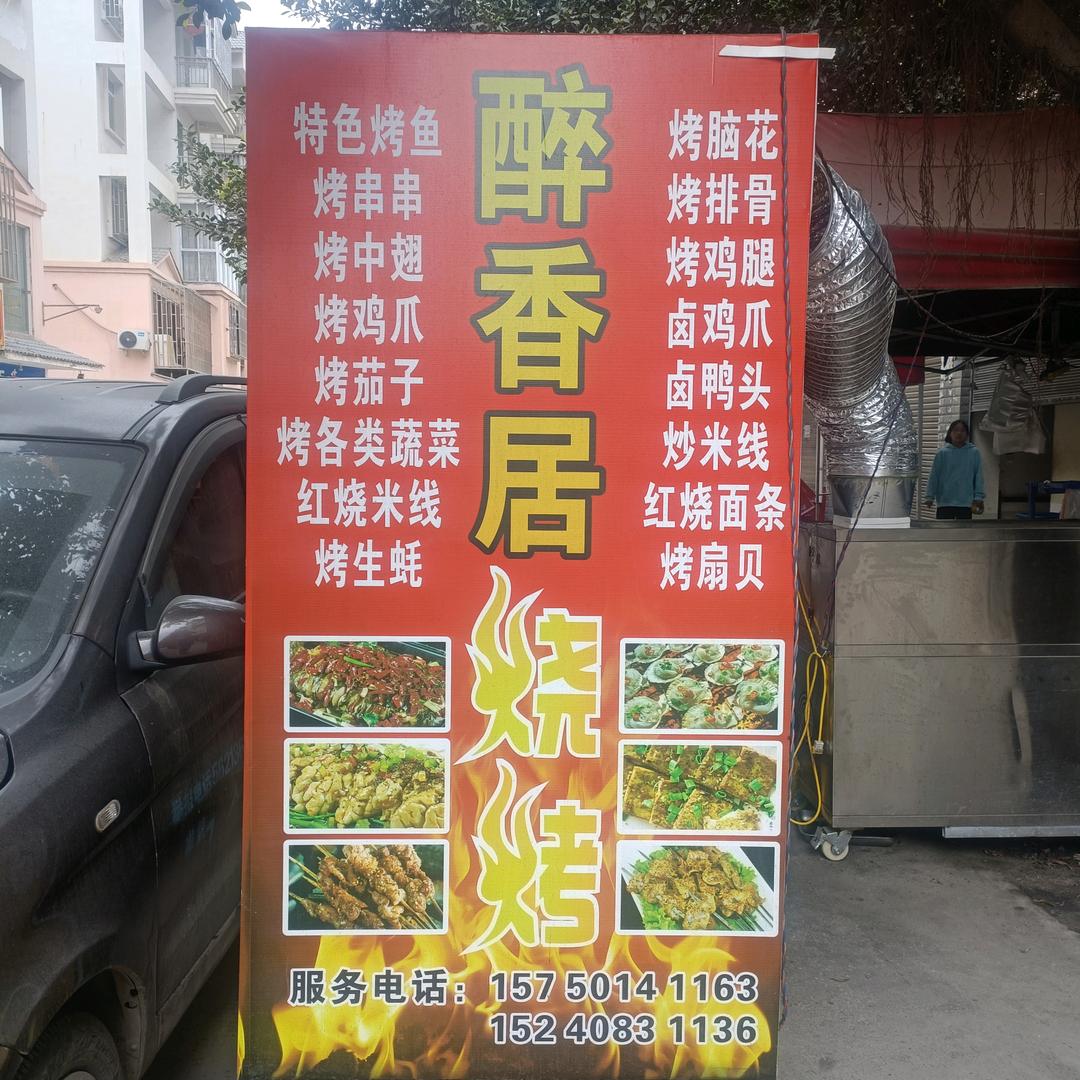 醉香居
烧烤
特色烤鱼
烤串串
烤中翅
烤鸡爪
烤茄子
烤各类蔬菜
红烧米线
烤生蚝
烤脑花
烤排骨
烤鸡腿
卤鸡爪
卤鸭头
炒米线
红烧面条
烤扇贝
服务电话：157 5014 1163
152 4083 1136